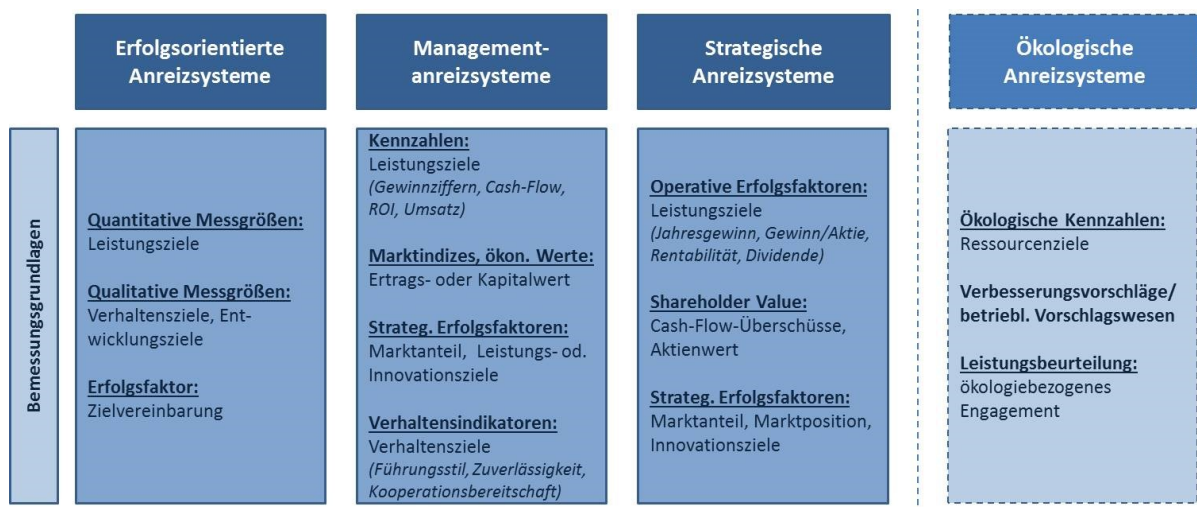 Erfolgsorientierte
Anreizsysteme
Management-
anreizsysteme
Strategische
Anreizsysteme
Ökologische
Anreizsysteme
Bemessungsgrundlagen
Quantitative Messgrößen:
Leistungsziele
Qualitative Messgrößen:
Verhaltensziele, Ent-
wicklungsziele
Erfolgsfaktor:
Zielvereinbarung
Kennzahlen:
Leistungsziele
(Gewinnziffern, Cash-Flow,
ROI, Umsatz)
Marktindizes, ökon. Werte:
Ertrags- oder Kapitalwert
Strateg. Erfolgsfaktoren:
Marktanteil, Leistungs- od.
Innovationsziele
Verhaltensindikatoren:
Verhaltensziele
(Führungsstil, Zuverlässigkeit,
Kooperationsbereitschaft)
Operative Erfolgsfaktoren:
Leistungsziele
(Jahresgewinn, Gewinn/Aktie,
Rentabilität, Dividende)
Shareholder Value:
Cash-Flow-Überschüsse,
Aktienwert
Strateg. Erfolgsfaktoren:
Marktanteil, Marktposition,
Innovationsziele
Ökologische Kennzahlen:
Ressourcenziele
Verbesserungsvorschläge/
betriebl. Vorschlagswesen
Leistungsbeurteilung:
ökologiebezogenes
Engagement